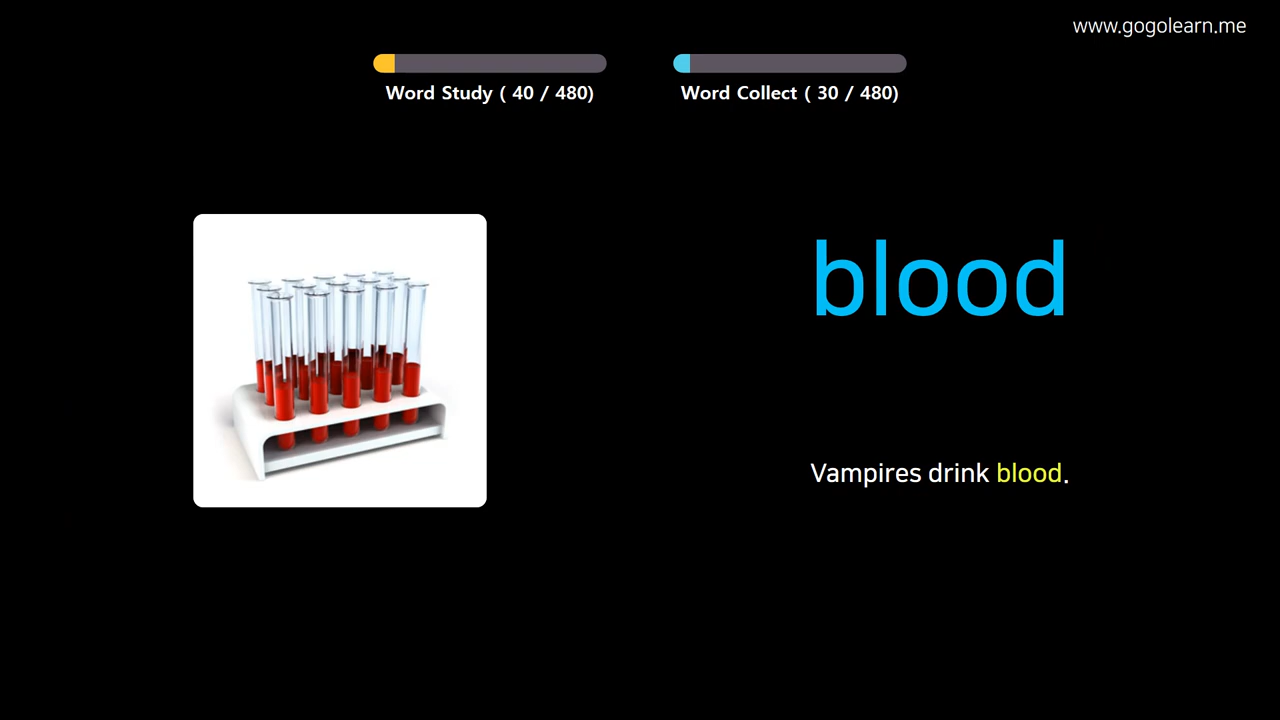 www.gogolearn.me
Word Study ( 40 / 480)
Word Collect ( 30 / 480)
blood
Vampires drink blood.